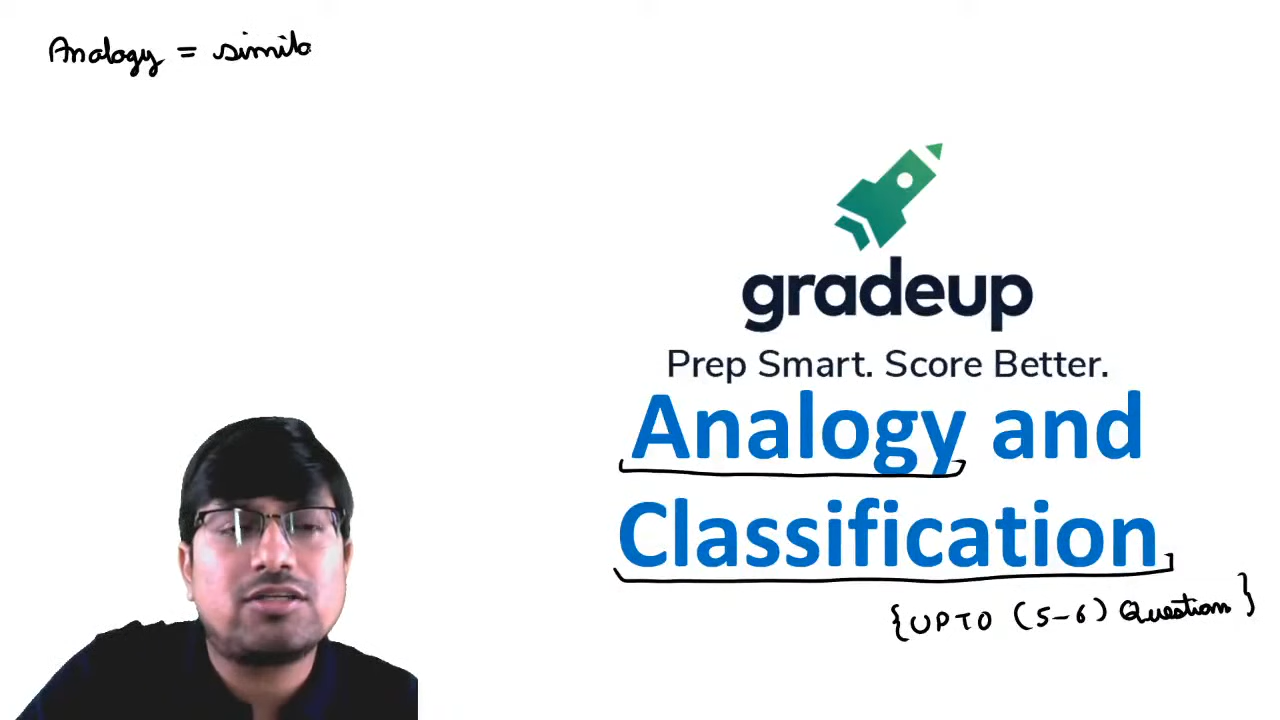 Analogy = simila
gradeup
Prep Smart. Score Better.
Analogy and
Classification
{UPTO (5-6) Question}